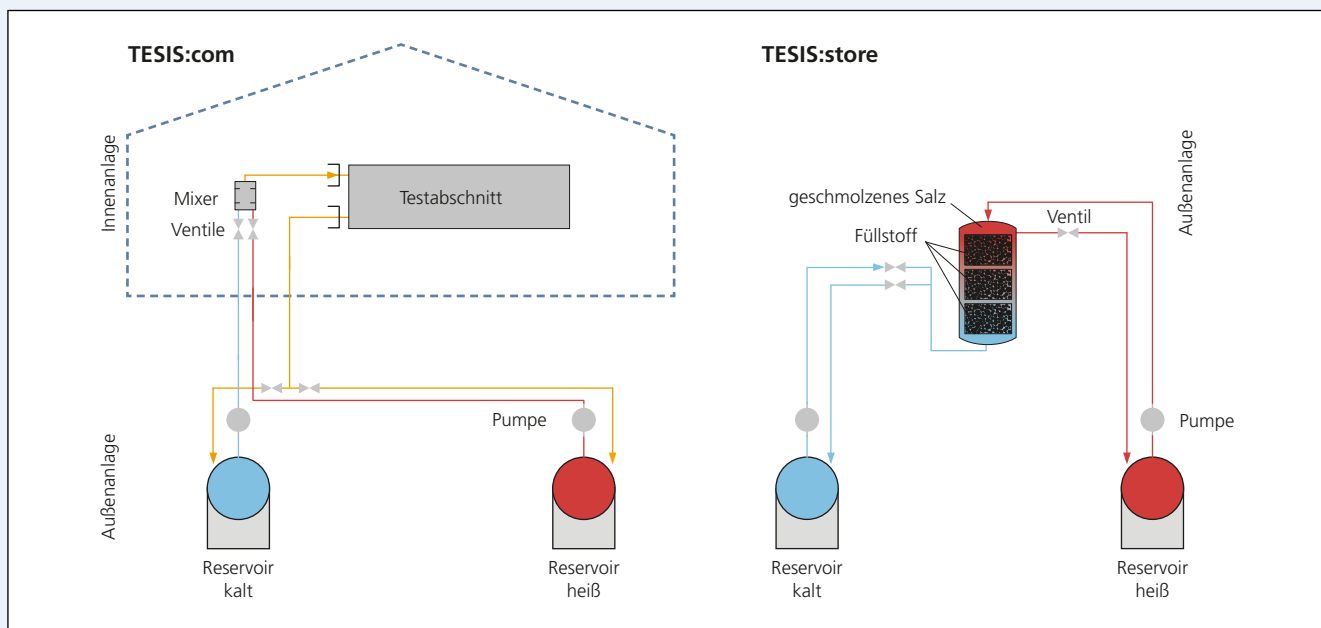 TESIS:com
Innenanlage
Mixer
Ventile
Testabschnitt
Pumpe
Außenanlage
Reservoir
kalt
Reservoir
heiß
TESIS:store
geschmolzenes Salz
Füllstoff
Ventil
Außenanlage
Pumpe
Reservoir
kalt
Reservoir
heiß